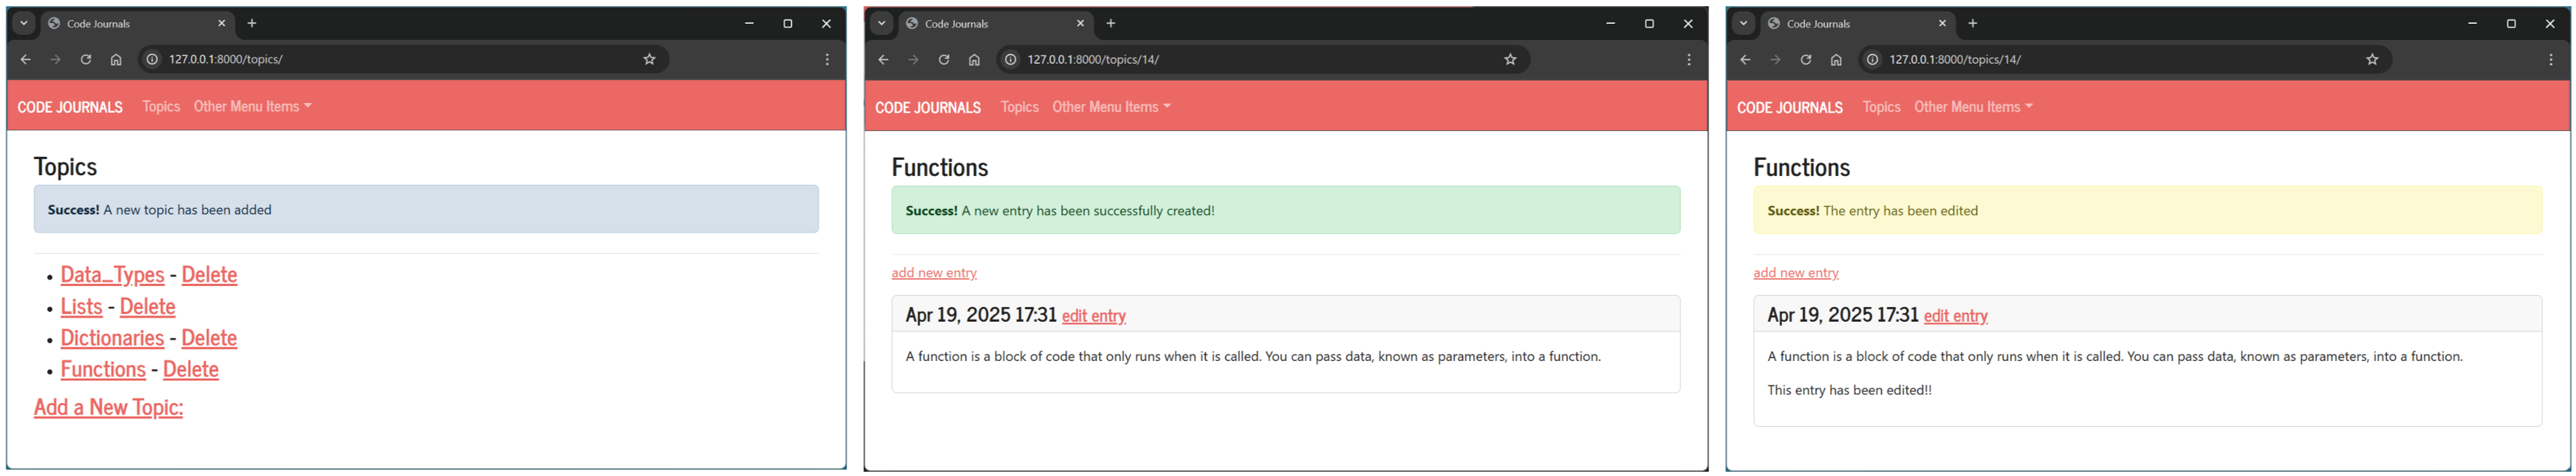 Code Journals
127.0.0.1:8000/topics/
CODE JOURNALS Topics Other Menu Items
Topics
Success! A new topic has been added
Data_Types - Delete
Lists - Delete
Dictionaries - Delete
Functions - Delete
Add a New Topic:
Code Journals
127.0.0.1:8000/topics/14/
CODE JOURNALS Topics Other Menu Items
Functions
Success! A new entry has been successfully created!
add new entry
Apr 19, 2025 17:31 edit entry
A function is a block of code that only runs when it is called. You can pass data, known as parameters, into a function.
Code Journals
127.0.0.1:8000/topics/14/
CODE JOURNALS Topics Other Menu Items
Functions
Success! The entry has been edited
add new entry
Apr 19, 2025 17:31 edit entry
A function is a block of code that only runs when it is called. You can pass data, known as parameters, into a function.
This entry has been edited!!